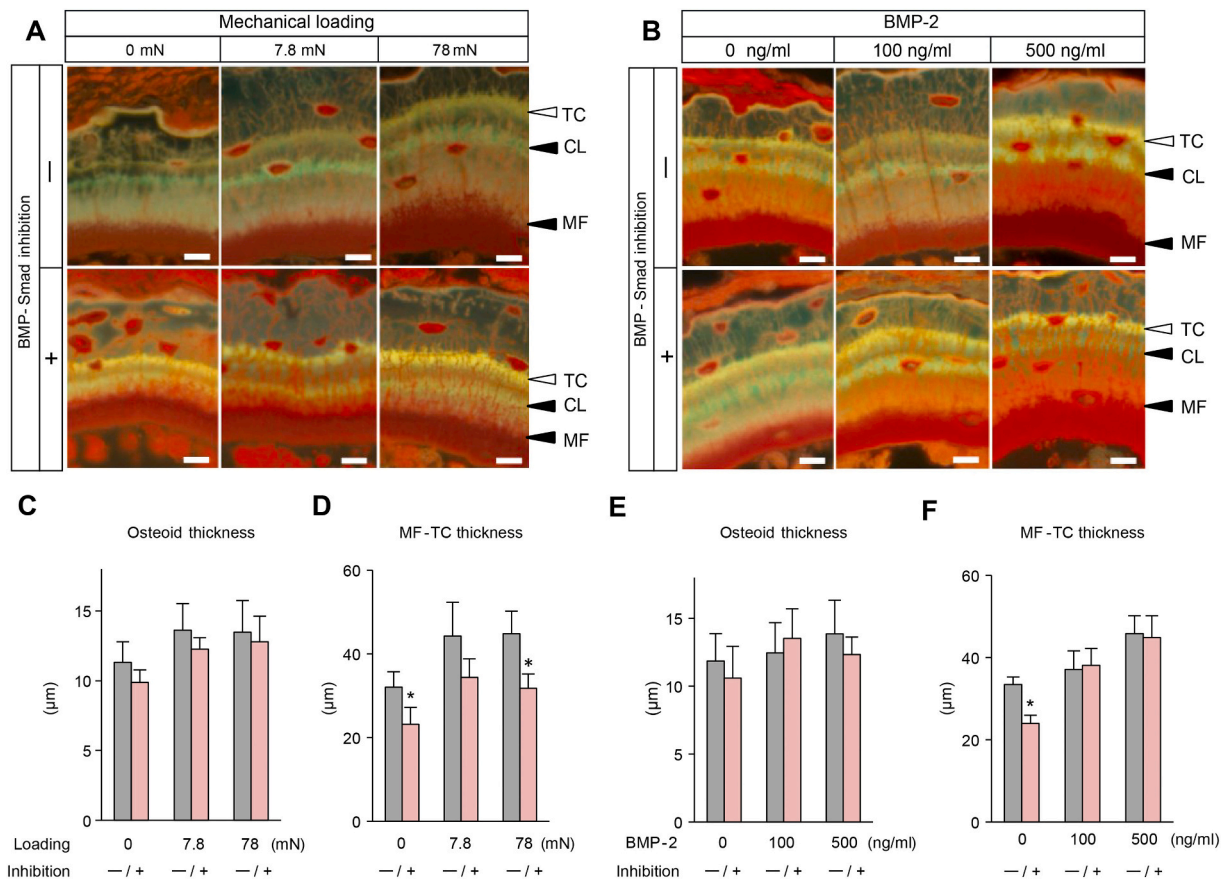 A
Mechanical loading
0 mN
7.8 mN
78 mN
BMP- Smad inhibition
—
+
TC
CL
MF
TC
CL
MF
B
BMP-2
0 ng/ml
100 ng/ml
500 ng/ml
BMP - Smad inhibition
—
+
TC
CL
MF
TC
CL
MF
C
Osteoid thickness
(μm)
15
10
5
0
Loading
0
7.8
78
(mN)
Inhibition
— / +
— / +
— / +
D
MF-TC thickness
(μm)
60
40
20
0
*
*
0
7.8
78
(mN)
— / +
— / +
— / +
E
Osteoid thickness
(μm)
15
10
5
0
BMP-2
0
100
500
(ng/ml)
Inhibition
— / +
— / +
— / +
F
MF-TC thickness
(μm)
60
40
20
0
*
0
100
500
(ng/ml)
— / +
— / +
— / +